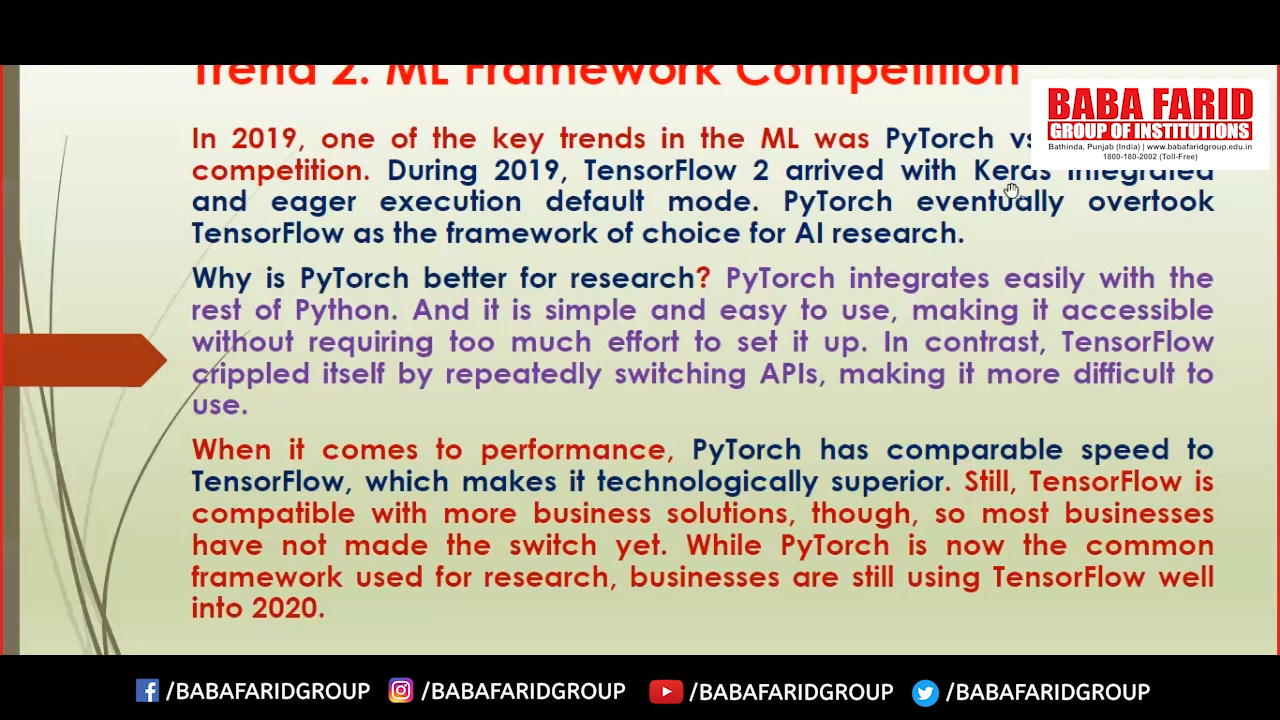 Trend 2. ML Framework Competition
BABA FARID
GROUP OF INSTITUTIONS
Bathinda, Punjab (India) | www.babafaridgroup.edu.in
1800-180-2002 (Toll-Free)
In 2019, one of the key trends in the ML was PyTorch vs
competition. During 2019, TensorFlow 2 arrived with Keras integrated
and eager execution default mode. PyTorch eventually overtook
TensorFlow as the framework of choice for AI research.
Why is PyTorch better for research? PyTorch integrates easily with the
rest of Python. And it is simple and easy to use, making it accessible
without requiring too much effort to set it up. In contrast, TensorFlow
crippled itself by repeatedly switching APIs, making it more difficult to
use.
When it comes to performance, PyTorch has comparable speed to
TensorFlow, which makes it technologically superior. Still, TensorFlow is
compatible with more business solutions, though, so most businesses
have not made the switch yet. While PyTorch is now the common
framework used for research, businesses are still using TensorFlow well
into 2020.
/BABAFARIDGROUP /BABAFARIDGROUP /BABAFARIDGROUP /BABAFARIDGROUP